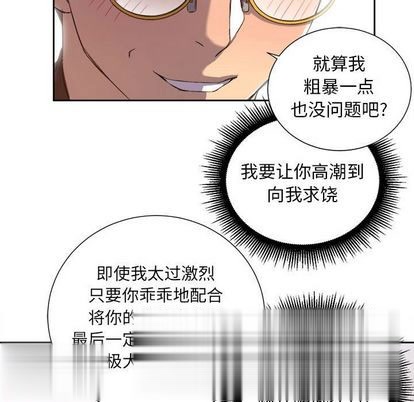 就算我
粗暴一点
也没问题吧?
我要让你高潮到
向我求饶
即使我太过激烈
只要你乖乖地配合
将你的
最后一定
极大